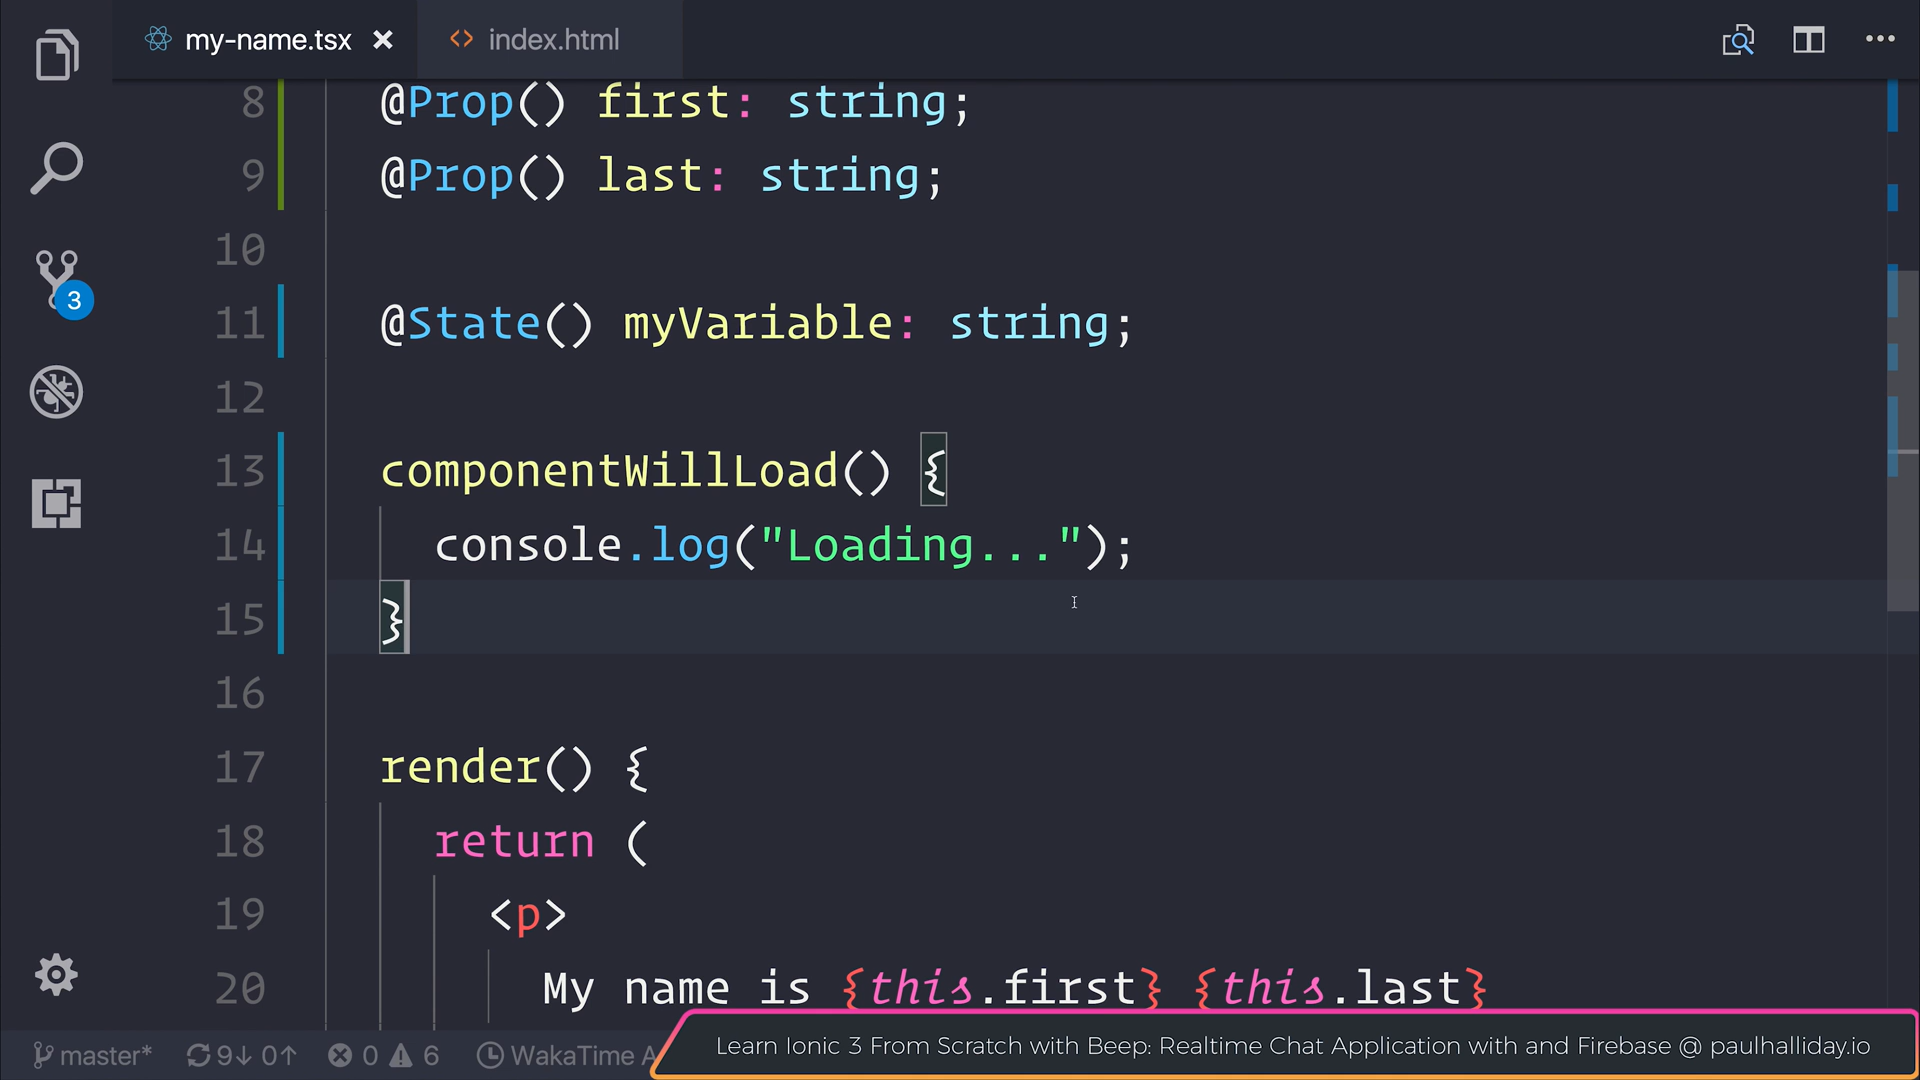 my-name.tsx
index.html
8 @Prop() first: string;
9 @Prop() last: string;
10
11 @State() myVariable: string;
12
13 componentWillLoad() {
14 console.log("Loading...");
15 }
16
17 render() {
18 return (
19 <p>
20 My name is {this.first} {this.last}
3
master* 9↓ 0↑ 0 6 WakaTime A
Learn Ionic 3 From Scratch with Beep: Realtime Chat Application with and Firebase @ paulhalliday.io